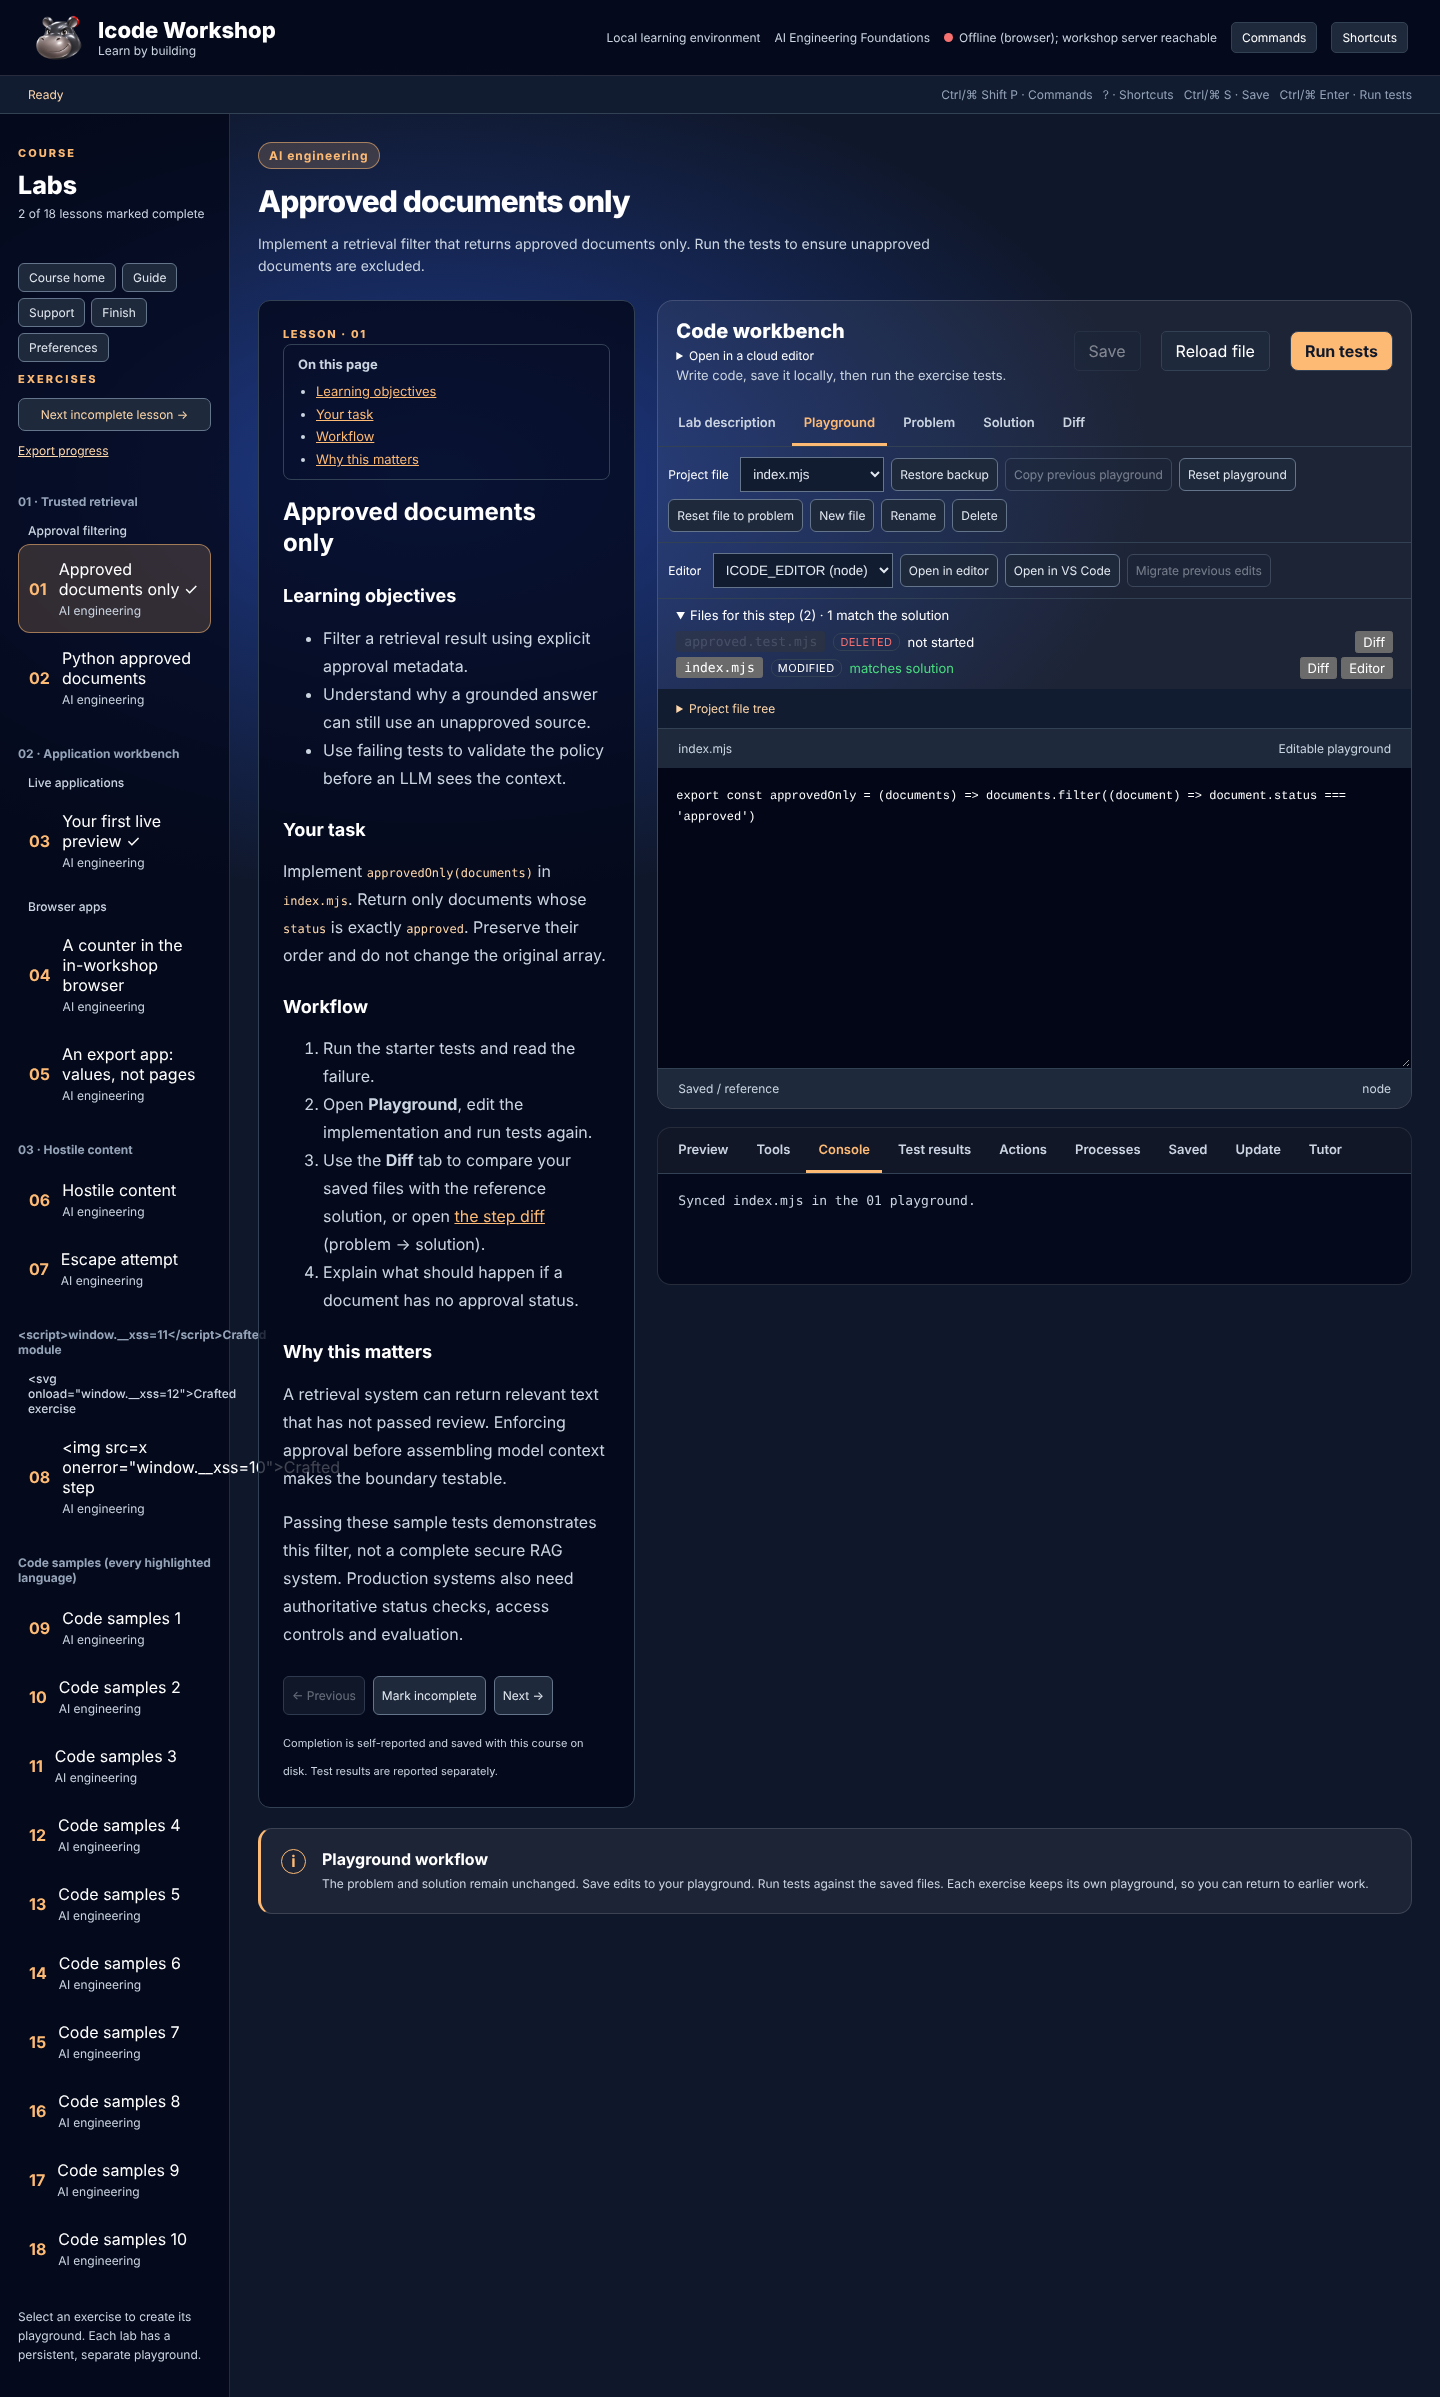 Icode Workshop
Learn by building
Local learning environment
AI Engineering Foundations
Offline (browser); workshop server reachable
Commands
Shortcuts
Ready
Ctrl/⌘ Shift P · Commands
? · Shortcuts
Ctrl/⌘ S · Save
Ctrl/⌘ Enter · Run tests
COURSE
Labs
2 of 18 lessons marked complete
Course home
Guide
Support
Finish
Preferences
EXERCISES
Next incomplete lesson →
Export progress
01 · Trusted retrieval
Approval filtering
01
Approved
documents only ✓
AI engineering
02
Python approved
documents
AI engineering
02 · Application workbench
Live applications
03
Your first live
preview ✓
AI engineering
Browser apps
04
A counter in the
in-workshop
browser
AI engineering
05
An export app:
values, not pages
AI engineering
03 · Hostile content
06
Hostile content
AI engineering
07
Escape attempt
AI engineering
<script>window.__xss=11</script>Crafted
module
<svg
onload="window.__xss=12">Crafted
exercise
08
<img src=x
onerror="window.__xss=10">Crafted
step
AI engineering
Code samples (every highlighted
language)
09
Code samples 1
AI engineering
10
Code samples 2
AI engineering
11
Code samples 3
AI engineering
12
Code samples 4
AI engineering
13
Code samples 5
AI engineering
14
Code samples 6
AI engineering
15
Code samples 7
AI engineering
16
Code samples 8
AI engineering
17
Code samples 9
AI engineering
18
Code samples 10
AI engineering
Select an exercise to create its
playground. Each lab has a
persistent, separate playground.
AI engineering
Approved documents only
Implement a retrieval filter that returns approved documents only. Run the tests to ensure unapproved
documents are excluded.
LESSON · 01
On this page
• Learning objectives
• Your task
• Workflow
• Why this matters
Approved documents
only
Learning objectives
• Filter a retrieval result using explicit
approval metadata.
• Understand why a grounded answer
can still use an unapproved source.
• Use failing tests to validate the policy
before an LLM sees the context.
Your task
Implement approvedOnly(documents) in
index.mjs. Return only documents whose
status is exactly approved. Preserve their
order and do not change the original array.
Workflow
1. Run the starter tests and read the
failure.
2. Open Playground, edit the
implementation and run tests again.
3. Use the Diff tab to compare your
saved files with the reference
solution, or open the step diff
(problem → solution).
4. Explain what should happen if a
document has no approval status.
Why this matters
A retrieval system can return relevant text
that has not passed review. Enforcing
approval before assembling model context
makes the boundary testable.
Passing these sample tests demonstrates
this filter, not a complete secure RAG
system. Production systems also need
authoritative status checks, access
controls and evaluation.
← Previous
Mark incomplete
Next →
Completion is self-reported and saved with this course on
disk. Test results are reported separately.
Code workbench
▶ Open in a cloud editor
Write code, save it locally, then run the exercise tests.
Save
Reload file
Run tests
Lab description
Playground
Problem
Solution
Diff
Project file
index.mjs
Restore backup
Copy previous playground
Reset playground
Reset file to problem
New file
Rename
Delete
Editor
ICODE_EDITOR (node)
Open in editor
Open in VS Code
Migrate previous edits
▼ Files for this step (2) · 1 match the solution
approved.test.mjs
DELETED
not started
Diff
index.mjs
MODIFIED
matches solution
Diff
Editor
▶ Project file tree
index.mjs
Editable playground
export const approvedOnly = (documents) => documents.filter((document) => document.status ===
'approved')
Saved / reference
node
Preview
Tools
Console
Test results
Actions
Processes
Saved
Update
Tutor
Synced index.mjs in the 01 playground.
i
Playground workflow
The problem and solution remain unchanged. Save edits to your playground. Run tests against the saved files. Each exercise keeps its own playground, so you can return to earlier work.